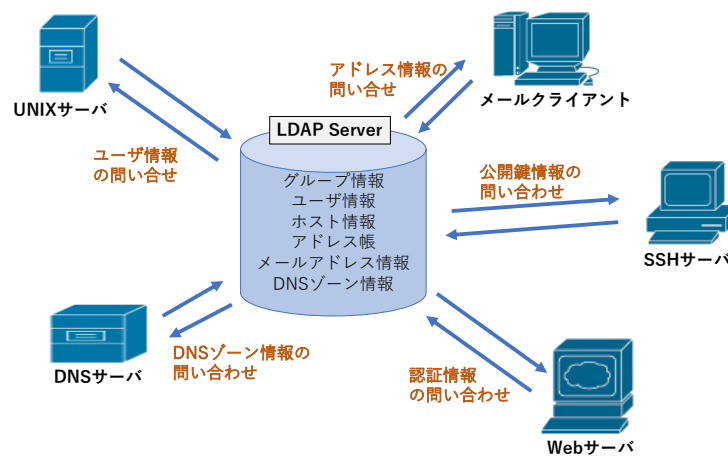 UNIXサーバ
ユーザ情報
の問い合せ
アドレス情報の
問い合せ
メールクライアント
LDAP Server
グループ情報
ユーザ情報
ホスト情報
アドレス帳
メールアドレス情報
DNSゾーン情報
公開鍵情報の
問い合わせ
SSHサーバ
DNSサーバ
DNSゾーン情報の
問い合わせ
認証情報
の問い合わせ
Webサーバ